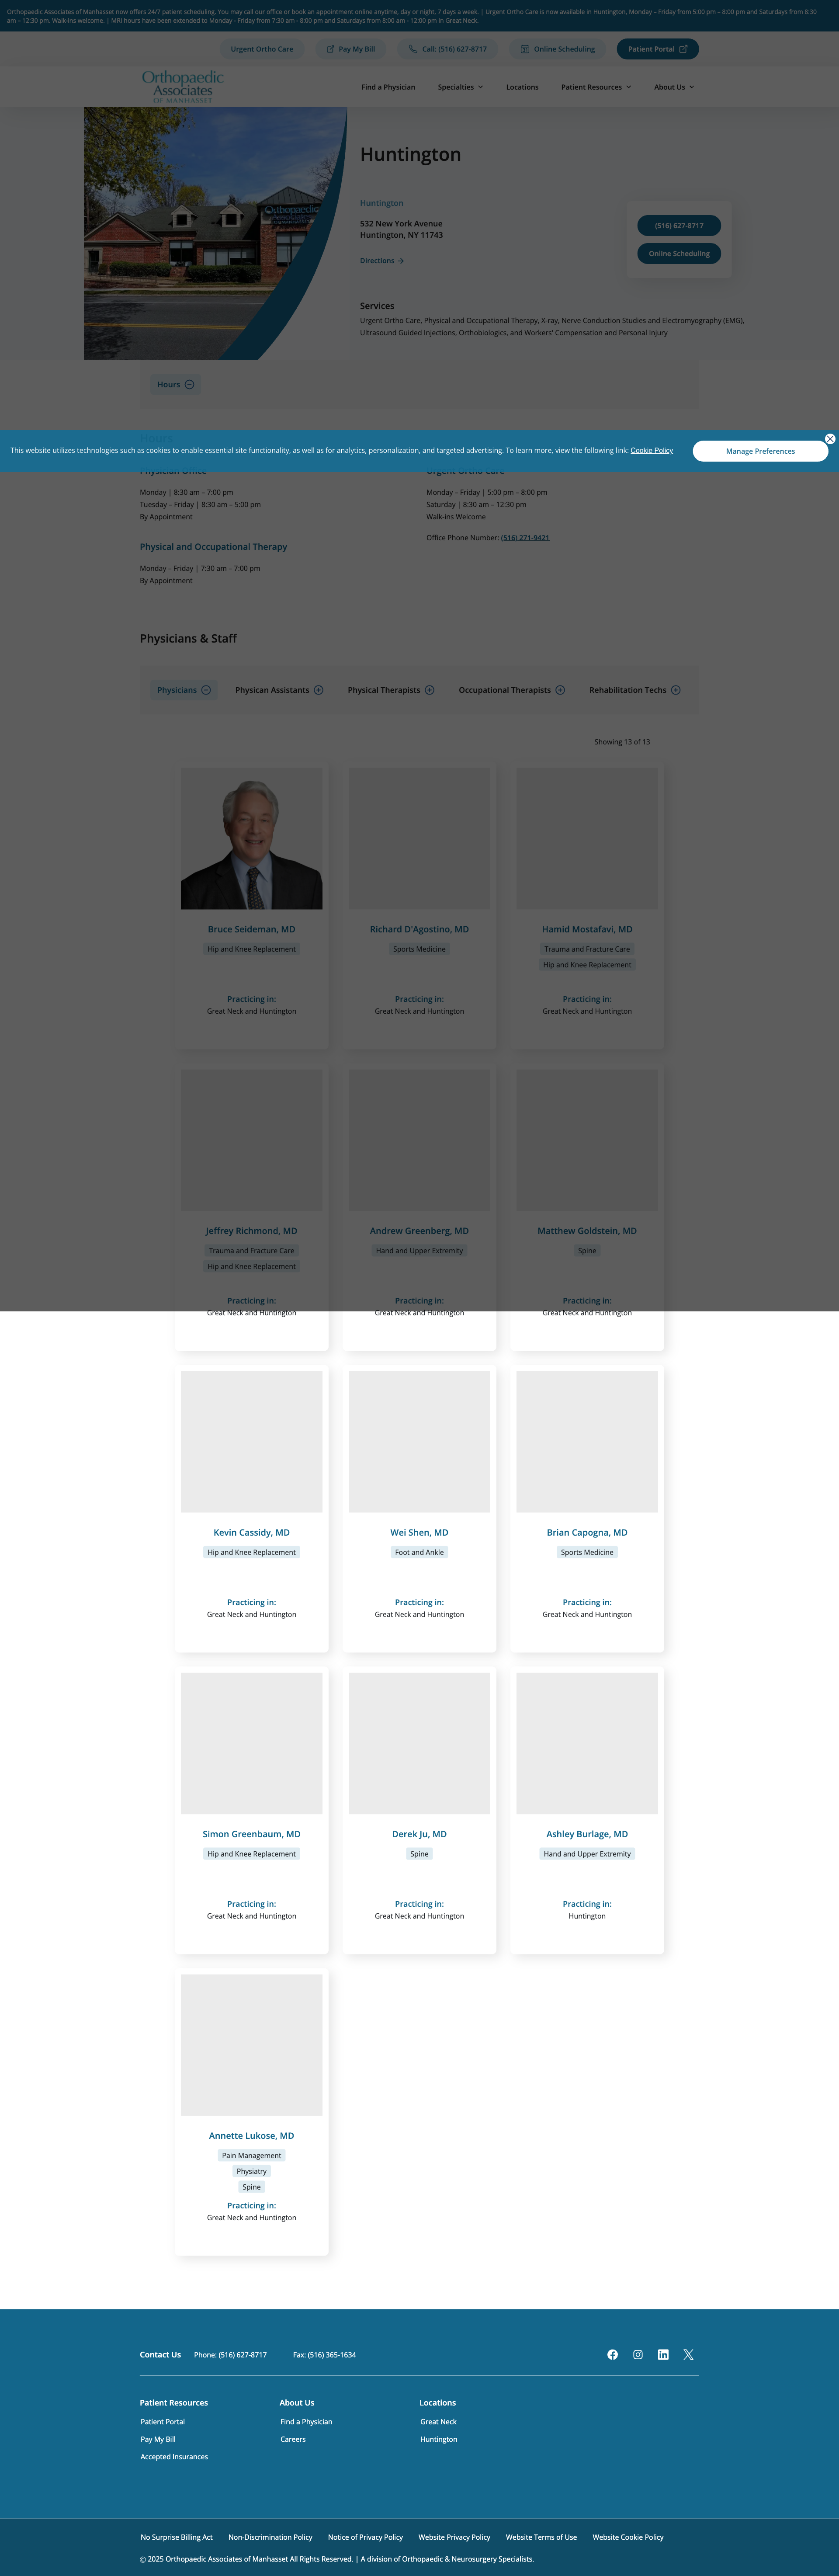 Orthopaedic Associates of Manhasset now offers 24/7 patient scheduling. You may call our office or book an appointment online anytime, day or night, 7 days a week. | Urgent Ortho Care is now available in Huntington, Monday – Friday from 5:00 pm – 8:00 pm and Saturdays from 8:30
am – 12:30 pm. Walk-ins welcome. | MRI hours have been extended to Monday - Friday from 7:30 am - 8:00 pm and Saturdays from 8:00 am - 12:00 pm in Great Neck.
Urgent Ortho Care
Pay My Bill
Call: (516) 627-8717
Online Scheduling
Patient Portal
Orthopaedic
Associates
OF MANHASSET
Find a Physician
Specialties
Locations
Patient Resources
About Us
Orthopaedic
Huntington
Huntington
532 New York Avenue
Huntington, NY 11743
Directions
(516) 627-8717
Online Scheduling
Services
Urgent Ortho Care, Physical and Occupational Therapy, X-ray, Nerve Conduction Studies and Electromyography (EMG),
Ultrasound Guided Injections, Orthobiologics, and Workers' Compensation and Personal Injury
Hours
This website utilizes technologies such as cookies to enable essential site functionality, as well as for analytics, personalization, and targeted advertising. To learn more, view the following link: Cookie Policy
Manage Preferences
Physician Office
Monday | 8:30 am – 7:00 pm
Tuesday – Friday | 8:30 am – 5:00 pm
By Appointment
Physical and Occupational Therapy
Monday – Friday | 7:30 am – 7:00 pm
By Appointment
Urgent Ortho Care
Monday – Friday | 5:00 pm – 8:00 pm
Saturday | 8:30 am – 12:30 pm
Walk-ins Welcome
Office Phone Number: (516) 271-9421
Physicians & Staff
Physicians
Physican Assistants
Physical Therapists
Occupational Therapists
Rehabilitation Techs
Showing 13 of 13
Bruce Seideman, MD
Hip and Knee Replacement
Practicing in:
Great Neck and Huntington
Richard D'Agostino, MD
Sports Medicine
Practicing in:
Great Neck and Huntington
Hamid Mostafavi, MD
Trauma and Fracture Care
Hip and Knee Replacement
Practicing in:
Great Neck and Huntington
Jeffrey Richmond, MD
Trauma and Fracture Care
Hip and Knee Replacement
Practicing in:
Great Neck and Huntington
Andrew Greenberg, MD
Hand and Upper Extremity
Practicing in:
Great Neck and Huntington
Matthew Goldstein, MD
Spine
Practicing in:
Great Neck and Huntington
Kevin Cassidy, MD
Hip and Knee Replacement
Practicing in:
Great Neck and Huntington
Wei Shen, MD
Foot and Ankle
Practicing in:
Great Neck and Huntington
Brian Capogna, MD
Sports Medicine
Practicing in:
Great Neck and Huntington
Simon Greenbaum, MD
Hip and Knee Replacement
Practicing in:
Great Neck and Huntington
Derek Ju, MD
Spine
Practicing in:
Great Neck and Huntington
Ashley Burlage, MD
Hand and Upper Extremity
Practicing in:
Huntington
Annette Lukose, MD
Pain Management
Physiatry
Spine
Practicing in:
Great Neck and Huntington
Contact Us
Phone: (516) 627-8717
Fax: (516) 365-1634
Patient Resources
Patient Portal
Pay My Bill
Accepted Insurances
About Us
Find a Physician
Careers
Locations
Great Neck
Huntington
No Surprise Billing Act
Non-Discrimination Policy
Notice of Privacy Policy
Website Privacy Policy
Website Terms of Use
Website Cookie Policy
© 2025 Orthopaedic Associates of Manhasset All Rights Reserved. | A division of Orthopaedic & Neurosurgery Specialists.